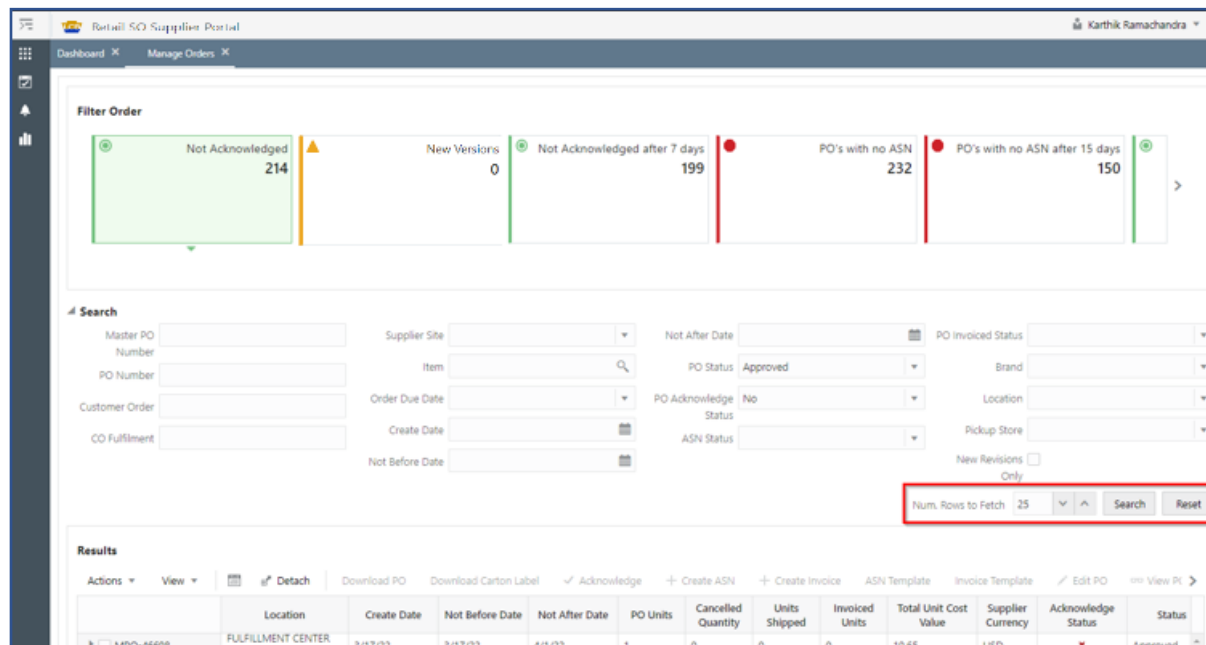 Retail SO Supplier Portal
Karthik Ramachandra
Dashboard
Manage Orders
Filter Order
Not Acknowledged
214
New Versions
0
Not Acknowledged after 7 days
199
PO's with no ASN
232
PO's with no ASN after 15 days
150
Search
Master PO
Number
PO Number
Customer Order
CO Fulfilment
Supplier Site
Item
Order Due Date
Create Date
Not Before Date
Not After Date
PO Status Approved
PO Acknowledge No
Status
ASN Status
PO Invoiced Status
Brand
Location
Pickup Store
New Revisions
Only
Num. Rows to Fetch 25 Search Reset
Results
Actions View Detach Download PO Download Carton Label Acknowledge Create ASN Create Invoice ASN Template Invoice Template Edit PO View
Location Create Date Not Before Date Not After Date PO Units Cancelled Quantity Units Shipped Invoiced Units Total Unit Cost Value Supplier Currency Acknowledge Status Status
FULFILLMENT CENTER